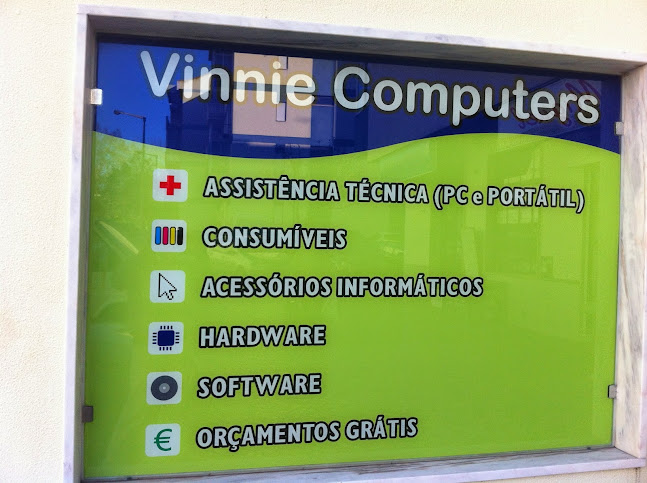 Vinnie Computers
ASSISTÊNCIA TÉCNICA (PC e PORTÁTIL)
CONSUMÍVEIS
ACESSÓRIOS INFORMÁTICOS
HARDWARE
SOFTWARE
€ ORÇAMENTOS GRÁTIS